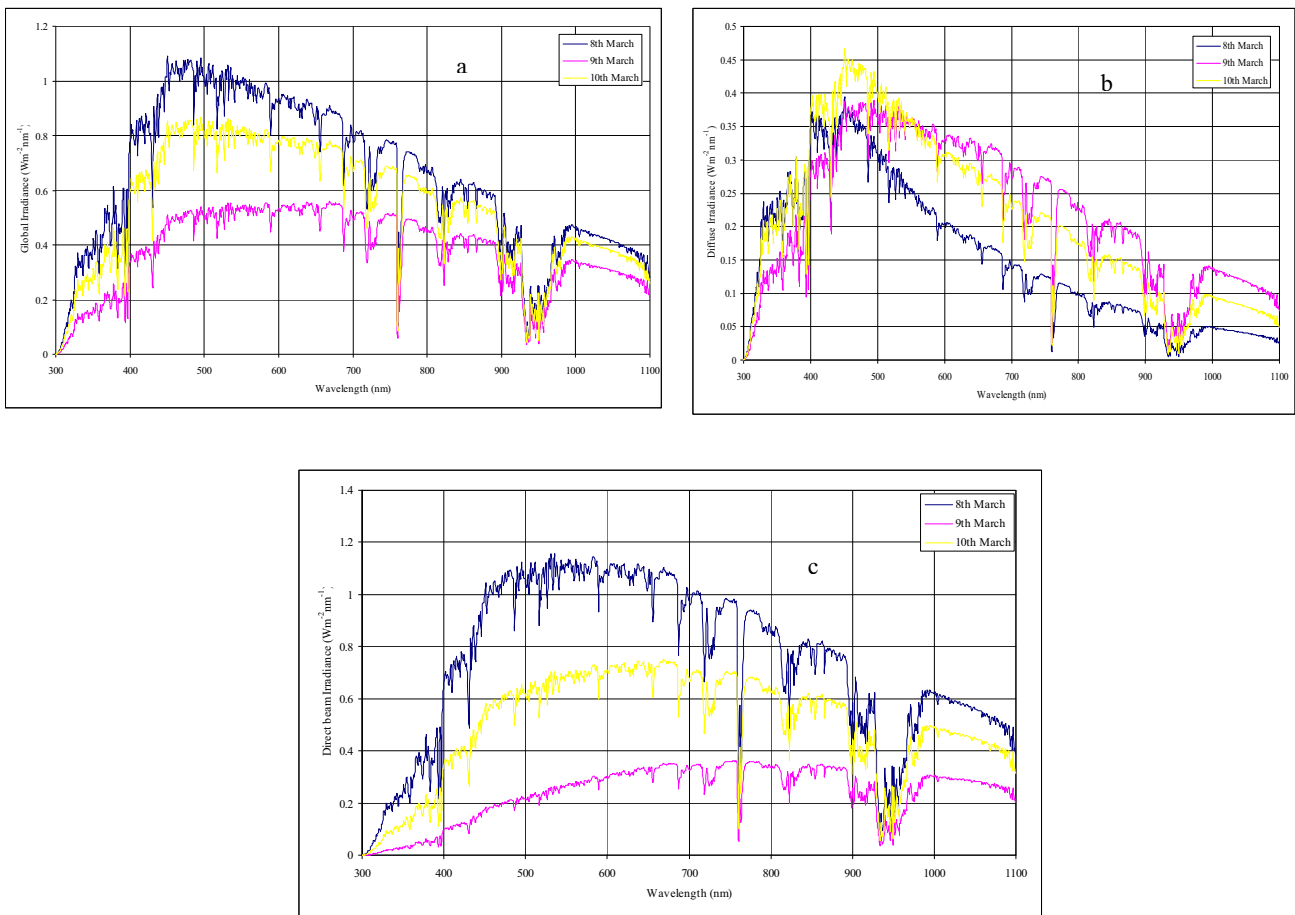 1.2
1
0.8
0.6
0.4
0.2
0
Global Irradiance (Wm⁻²nm⁻¹)
300 400 500 600 700 800 900 1000 1100
Wavelength (nm)
8th March
9th March
10th March
a
0.5
0.45
0.4
0.35
0.3
0.25
0.2
0.15
0.1
0.05
0
Diffuse Irradiance (Wm⁻²nm⁻¹)
300 400 500 600 700 800 900 1000 1100
Wavelength (nm)
8th March
9th March
10th March
b
1.4
1.2
1
0.8
0.6
0.4
0.2
0
Direct beam Irradiance (Wm⁻²nm⁻¹)
300 400 500 600 700 800 900 1000 1100
Wavelength (nm)
8th March
9th March
10th March
c